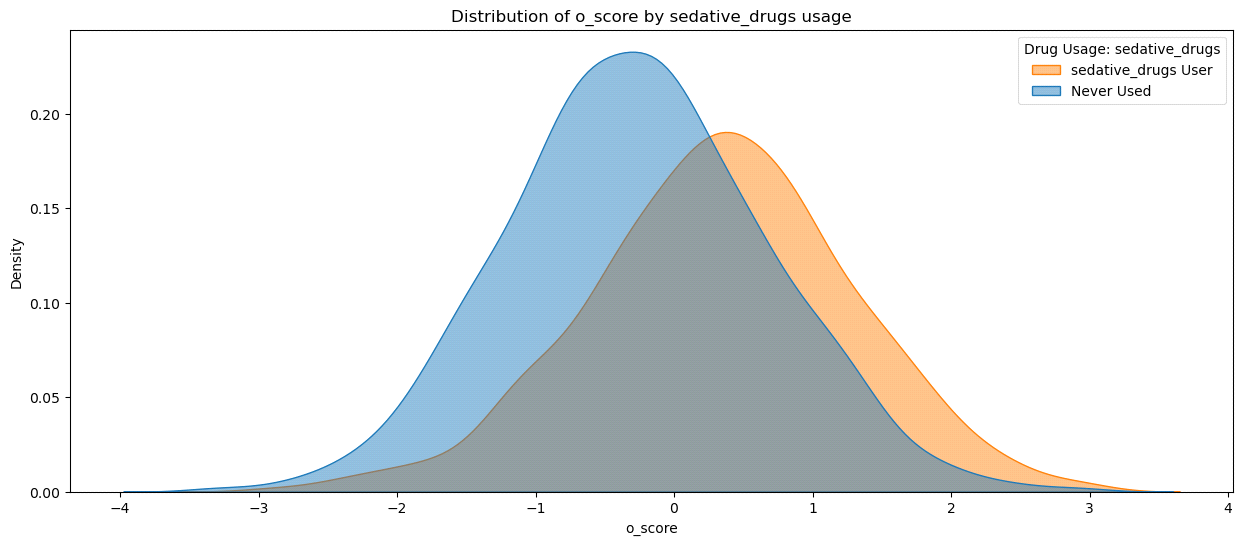 Distribution of o_score by sedative_drugs usage
Drug Usage: sedative_drugs
sedative_drugs User
Never Used
Density
0.20
0.15
0.10
0.05
0.00
−4 −3 −2 −1 0 1 2 3 4
o_score